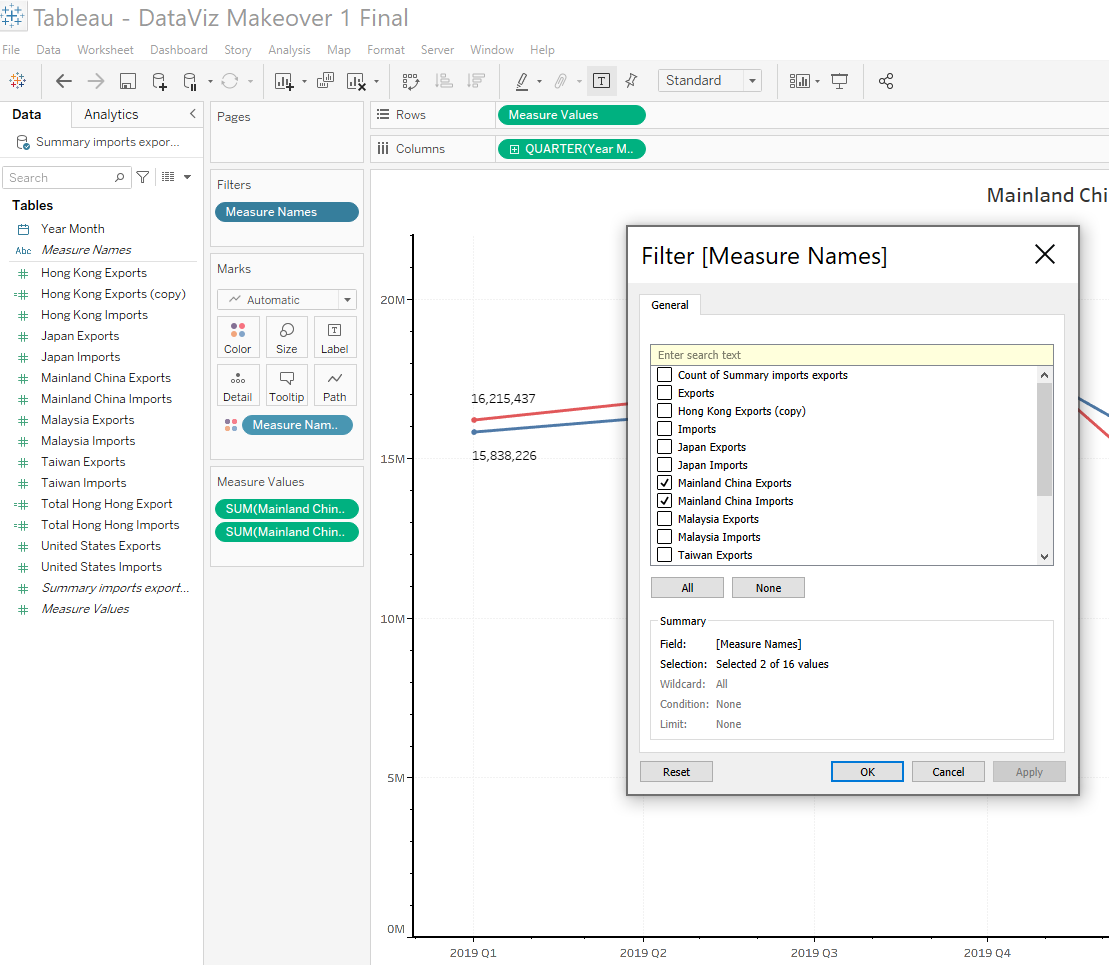 Tableau - DataViz Makeover 1 Final
File Data Worksheet Dashboard Story Analysis Map Format Server Window Help
Standard
Data Analytics
Summary imports expor...
Search
Tables
Year Month
Abc Measure Names
Hong Kong Exports
Hong Kong Exports (copy)
Hong Kong Imports
Japan Exports
Japan Imports
Mainland China Exports
Mainland China Imports
Malaysia Exports
Malaysia Imports
Taiwan Exports
Taiwan Imports
Total Hong Hong Export
Total Hong Hong Imports
United States Exports
United States Imports
Summary imports export...
Measure Values
Pages
Filters
Measure Names
Marks
Automatic
Color Size Label
Detail Tooltip Path
Measure Nam..
Measure Values
SUM(Mainland Chin..
SUM(Mainland Chin..
Rows Measure Values
Columns QUARTER(Year M..
Mainland Chi
20M
15M
10M
5M
0M
16,215,437
15,838,226
2019 Q1 2019 Q2 2019 Q3 2019 Q4
Filter [Measure Names]
General
Enter search text
Count of Summary imports exports
Exports
Hong Kong Exports (copy)
Imports
Japan Exports
Japan Imports
Mainland China Exports
Mainland China Imports
Malaysia Exports
Malaysia Imports
Taiwan Exports
All None
Summary
Field: [Measure Names]
Selection: Selected 2 of 16 values
Wildcard: All
Condition: None
Limit: None
Reset OK Cancel Apply